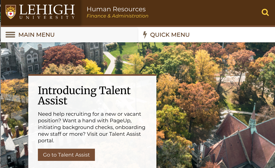 LEHIGH
UNIVERSITY
Human Resources
Finance & Administration
MAIN MENU
QUICK MENU
Introducing Talent
Assist
Need help recruiting for a new or vacant
position? Want a hand with PageUp,
initiating background checks, onboarding
new staff or more? Visit our Talent Assist
portal.
Go to Talent Assist